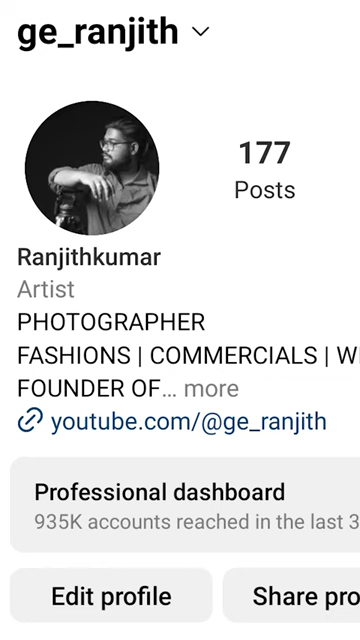 ge_ranjith
177
Posts
Ranjithkumar
Artist
PHOTOGRAPHER
FASHIONS | COMMERCIALS |
FOUNDER OF... more
youtube.com/@ge_ranjith
Professional dashboard
935K accounts reached in the last
Edit profile
Share